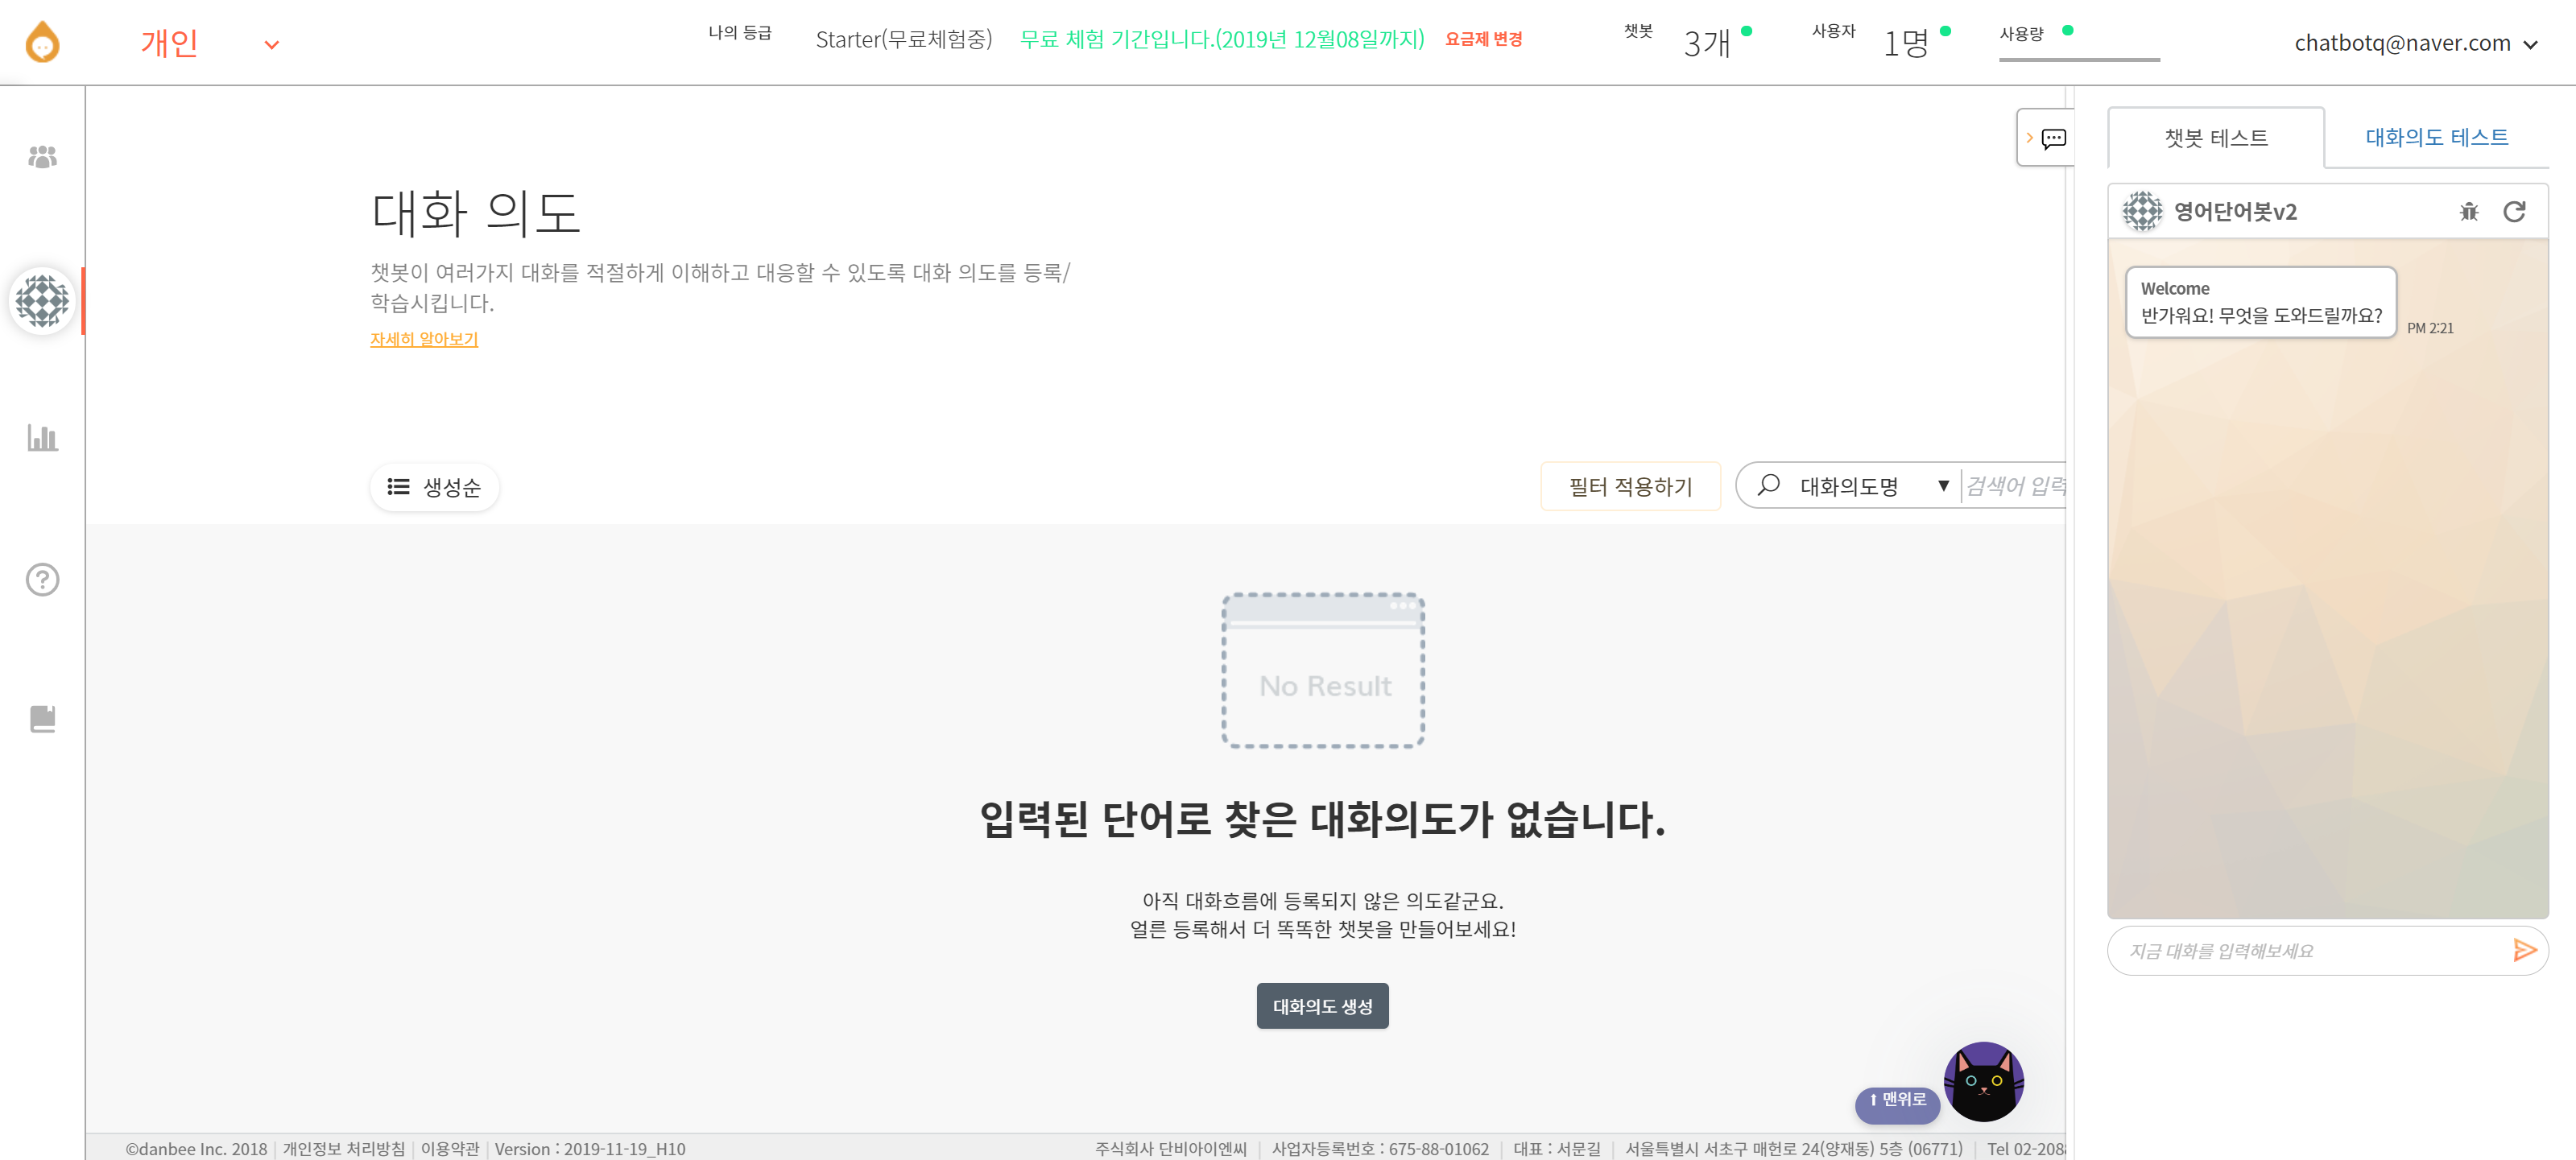 개인
나의 등급 Starter(무료체험중) 무료 체험 기간입니다.(2019년 12월08일까지) 요금제 변경
챗봇 3개
사용자 1명
사용량
chatbotq@naver.com
대화 의도
챗봇이 여러가지 대화를 적절하게 이해하고 대응할 수 있도록 대화 의도를 등록/
학습시킵니다.
자세히 알아보기
생성순
필터 적용하기
대화의도명 ▼ 검색어 입력
No Result
입력된 단어로 찾은 대화의도가 없습니다.
아직 대화흐름에 등록되지 않은 의도같군요.
얼른 등록해서 더 똑똑한 챗봇을 만들어보세요!
대화의도 생성
맨위로
©danbee Inc. 2018 | 개인정보 처리방침 | 이용약관 | Version : 2019-11-19_H10
주식회사 단비아이엔씨 | 사업자등록번호 : 675-88-01062 | 대표 : 서문길 | 서울특별시 서초구 매헌로 24(양재동) 5층 (06771) | Tel 02-208
챗봇 테스트
대화의도 테스트
영어단어봇v2
Welcome
반가워요! 무엇을 도와드릴까요?
PM 2:21
지금 대화를 입력해보세요